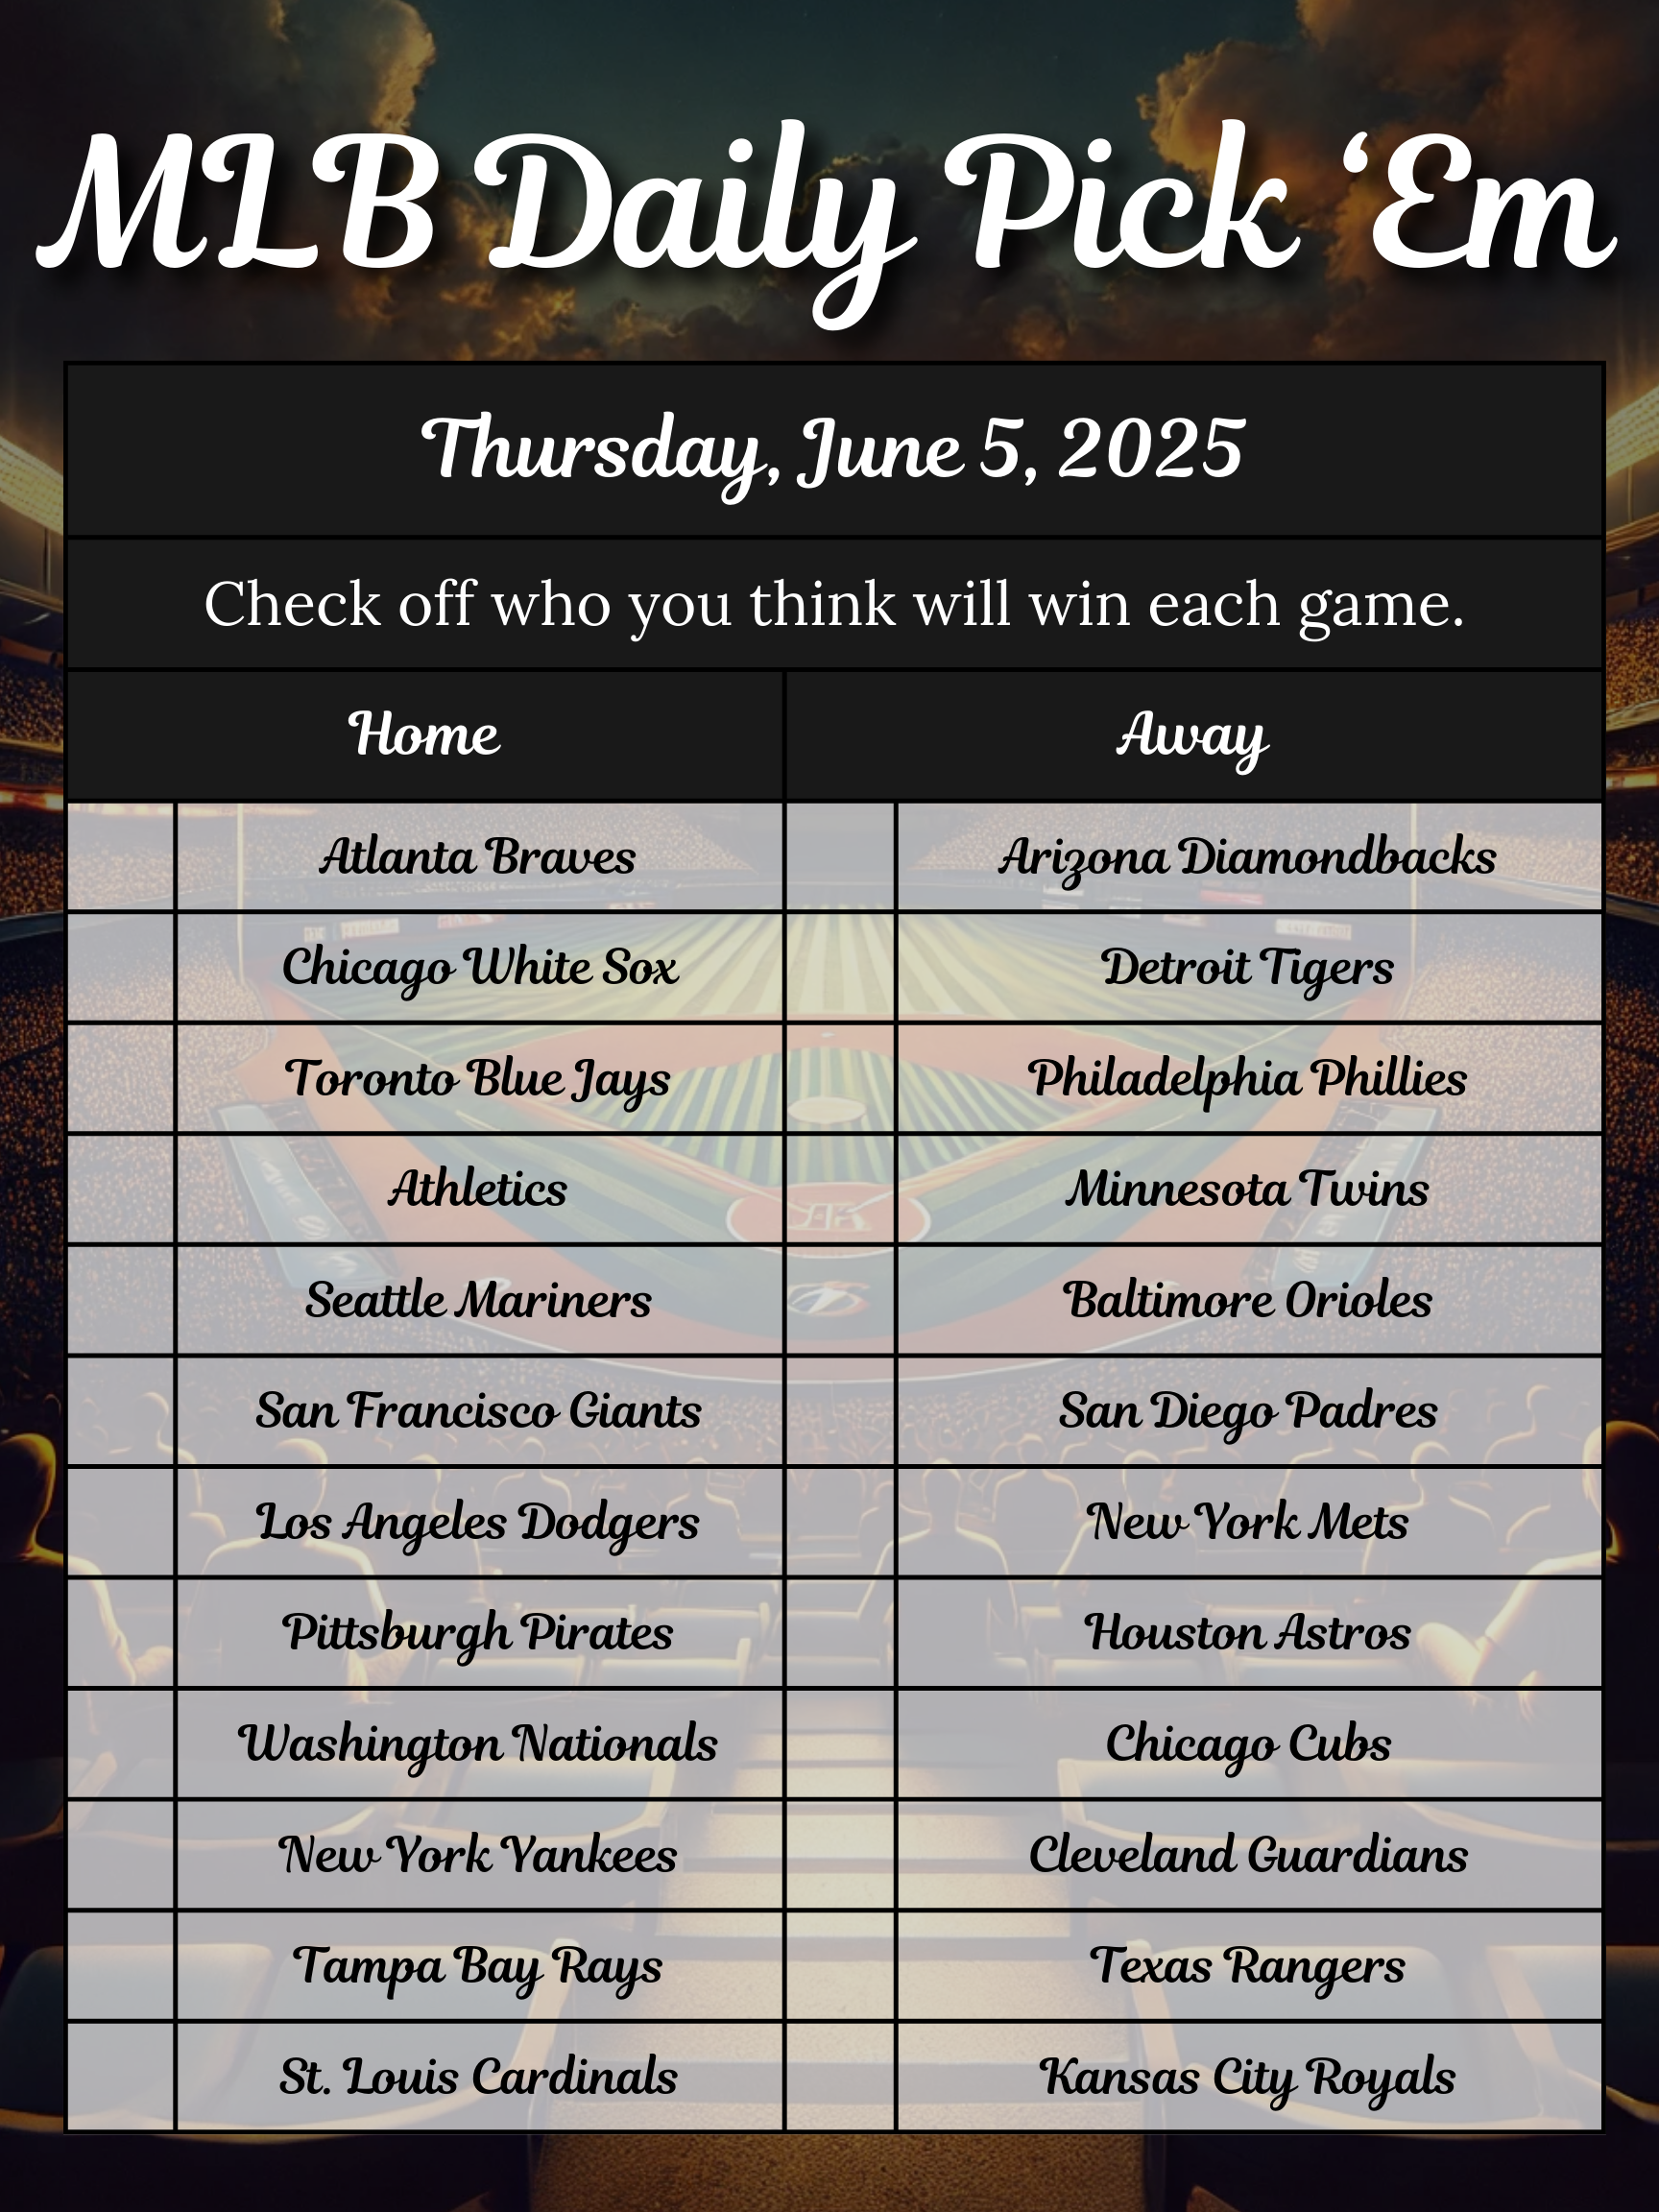 MLB Daily Pick ‘Em
Thursday, June 5, 2025
Check off who you think will win each game.
Home Away
Atlanta Braves Arizona Diamondbacks
Chicago White Sox Detroit Tigers
Toronto Blue Jays Philadelphia Phillies
Athletics Minnesota Twins
Seattle Mariners Baltimore Orioles
San Francisco Giants San Diego Padres
Los Angeles Dodgers New York Mets
Pittsburgh Pirates Houston Astros
Washington Nationals Chicago Cubs
New York Yankees Cleveland Guardians
Tampa Bay Rays Texas Rangers
St. Louis Cardinals Kansas City Royals